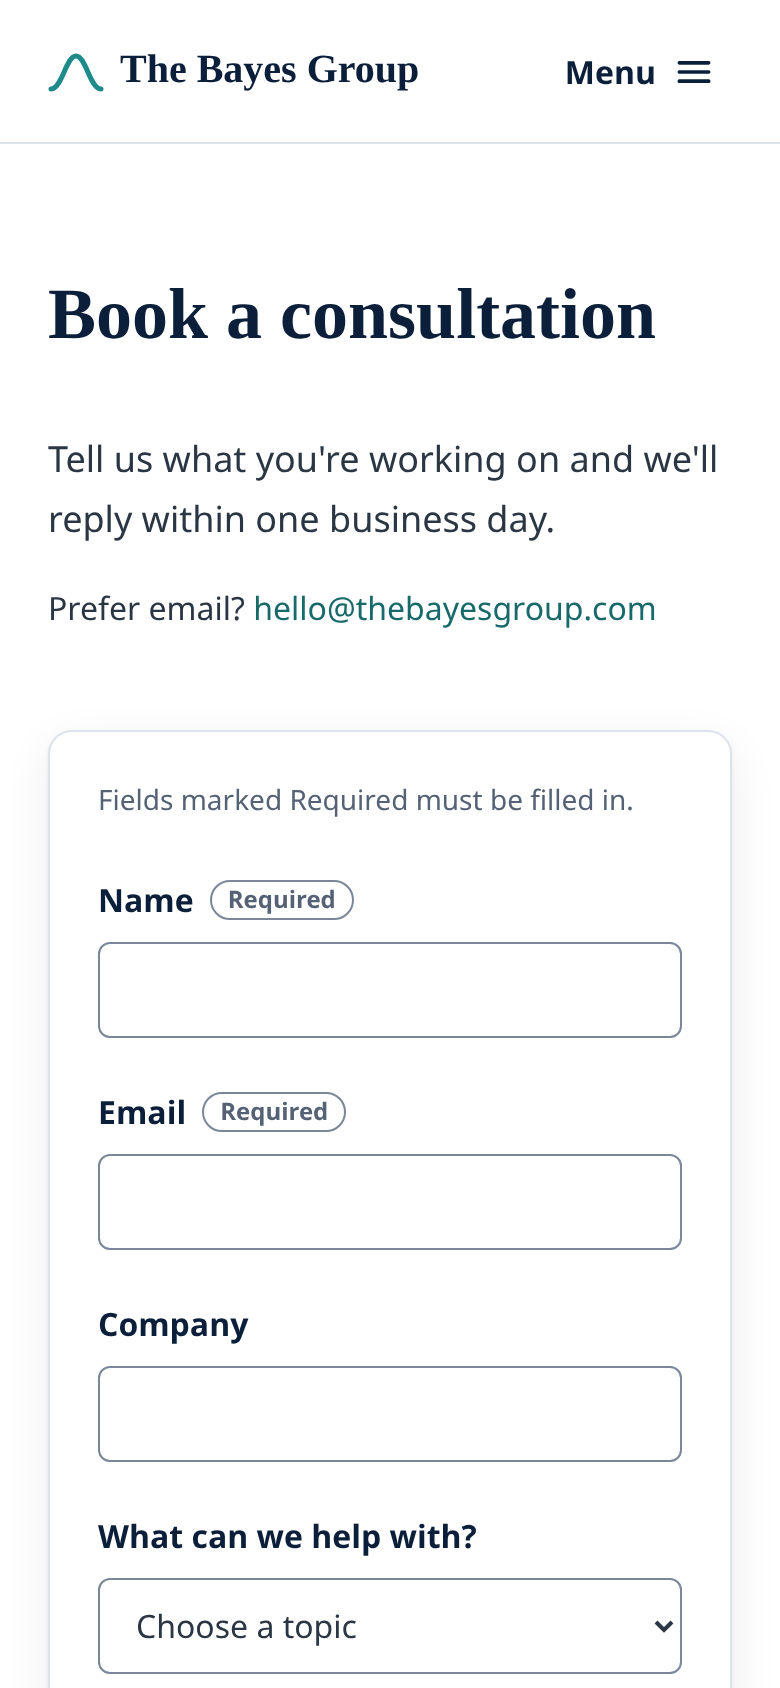 The Bayes Group
Menu
Book a consultation
Tell us what you're working on and we'll
reply within one business day.
Prefer email? hello@thebayesgroup.com
Fields marked Required must be filled in.
Name Required
Email Required
Company
What can we help with?
Choose a topic